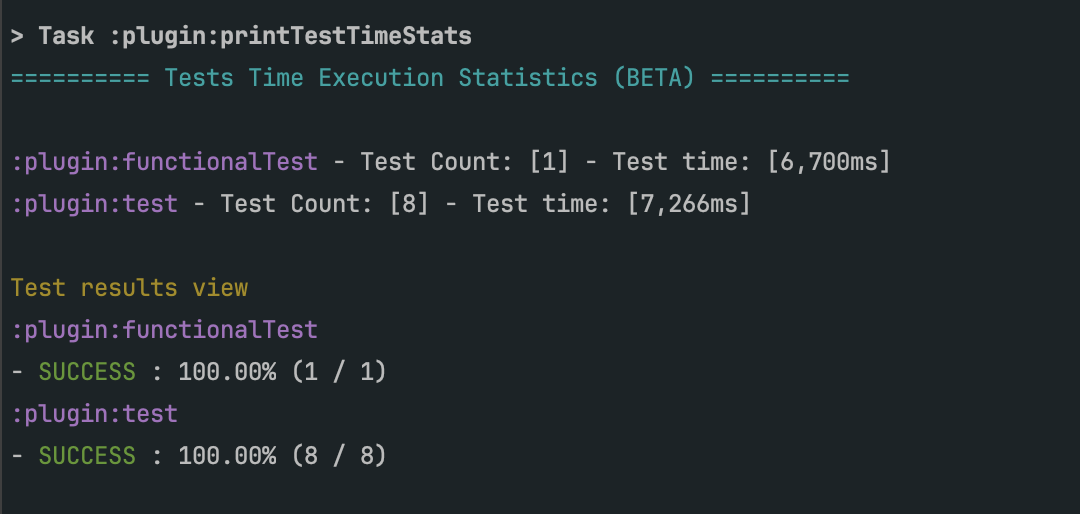 > Task :plugin:printTestTimeStats
========== Tests Time Execution Statistics (BETA) ==========
:plugin:functionalTest - Test Count: [1] - Test time: [6,700ms]
:plugin:test - Test Count: [8] - Test time: [7,266ms]
Test results view
:plugin:functionalTest
- SUCCESS : 100.00% (1 / 1)
:plugin:test
- SUCCESS : 100.00% (8 / 8)